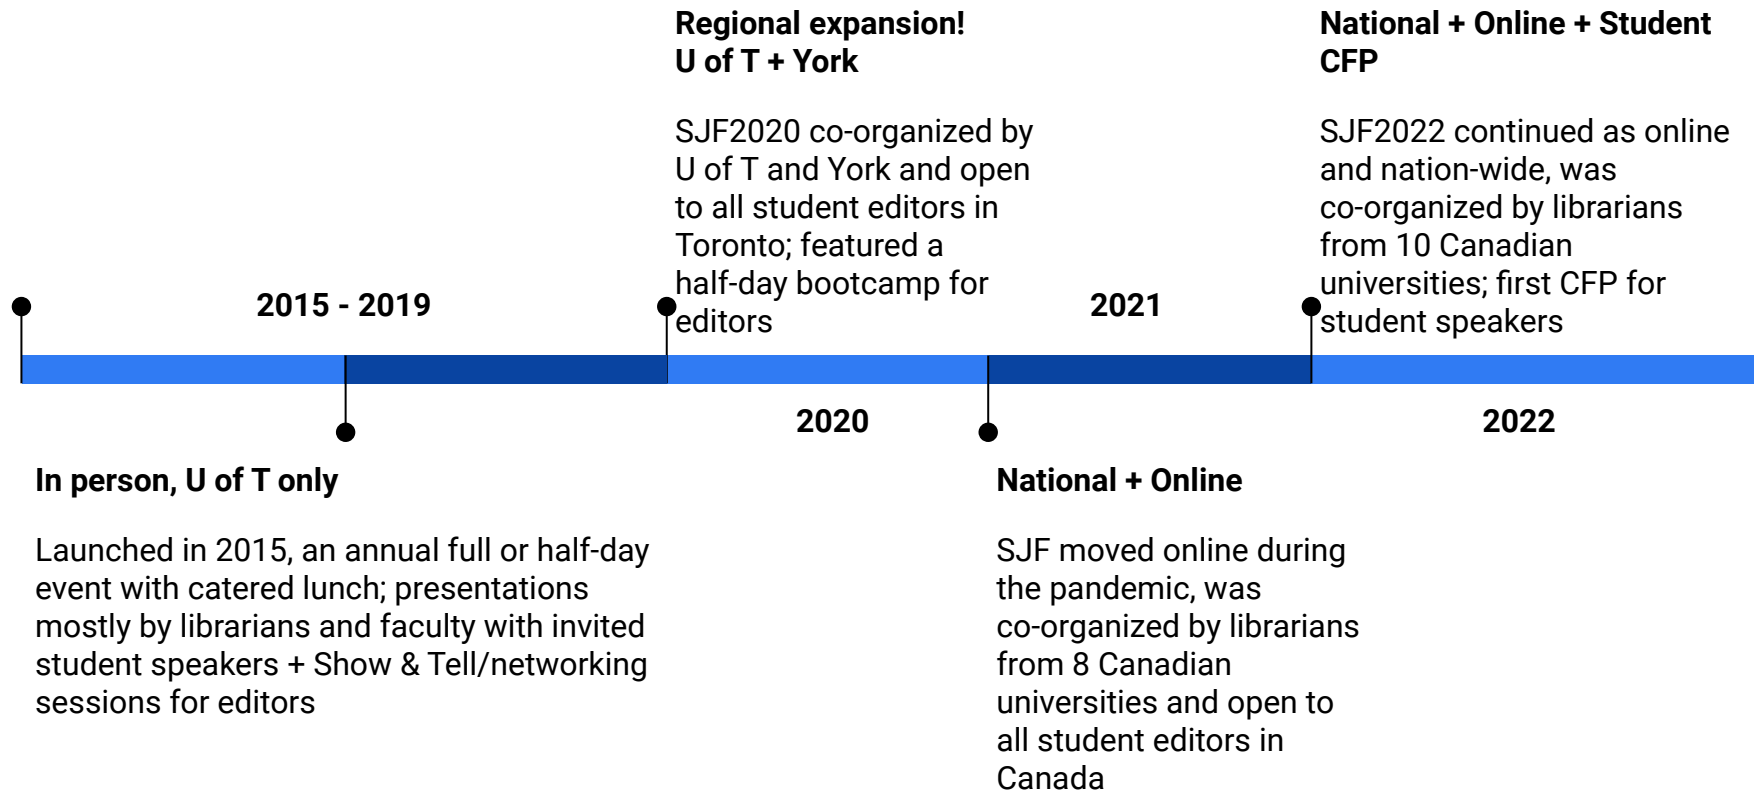 2015 - 2019
In person, U of T only
Launched in 2015, an annual full or half-day
event with catered lunch; presentations
mostly by librarians and faculty with invited
student speakers + Show & Tell/networking
sessions for editors
Regional expansion!
U of T + York
SJF2020 co-organized by
U of T and York and open
to all student editors in
Toronto; featured a
half-day bootcamp for
editors
2020
2021
National + Online
SJF moved online during
the pandemic, was
co-organized by librarians
from 8 Canadian
universities and open to
all student editors in
Canada
National + Online + Student
CFP
SJF2022 continued as online
and nation-wide, was
co-organized by librarians
from 10 Canadian
universities; first CFP for
student speakers
2022